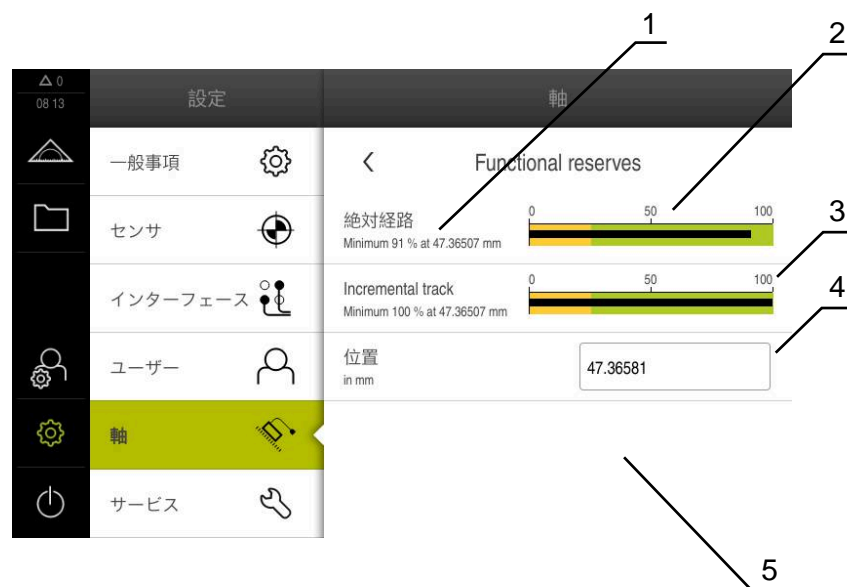 1
2
△ 0
08 13
設定
軸
一般事項
Functional reserves
センサ
絶対経路
Minimum 91 % at 47.36507 mm
0 50 100
3
インターフェース
Incremental track
Minimum 100 % at 47.36507 mm
0 50 100
4
ユーザー
位置
in mm
47.36581
軸
サービス
5